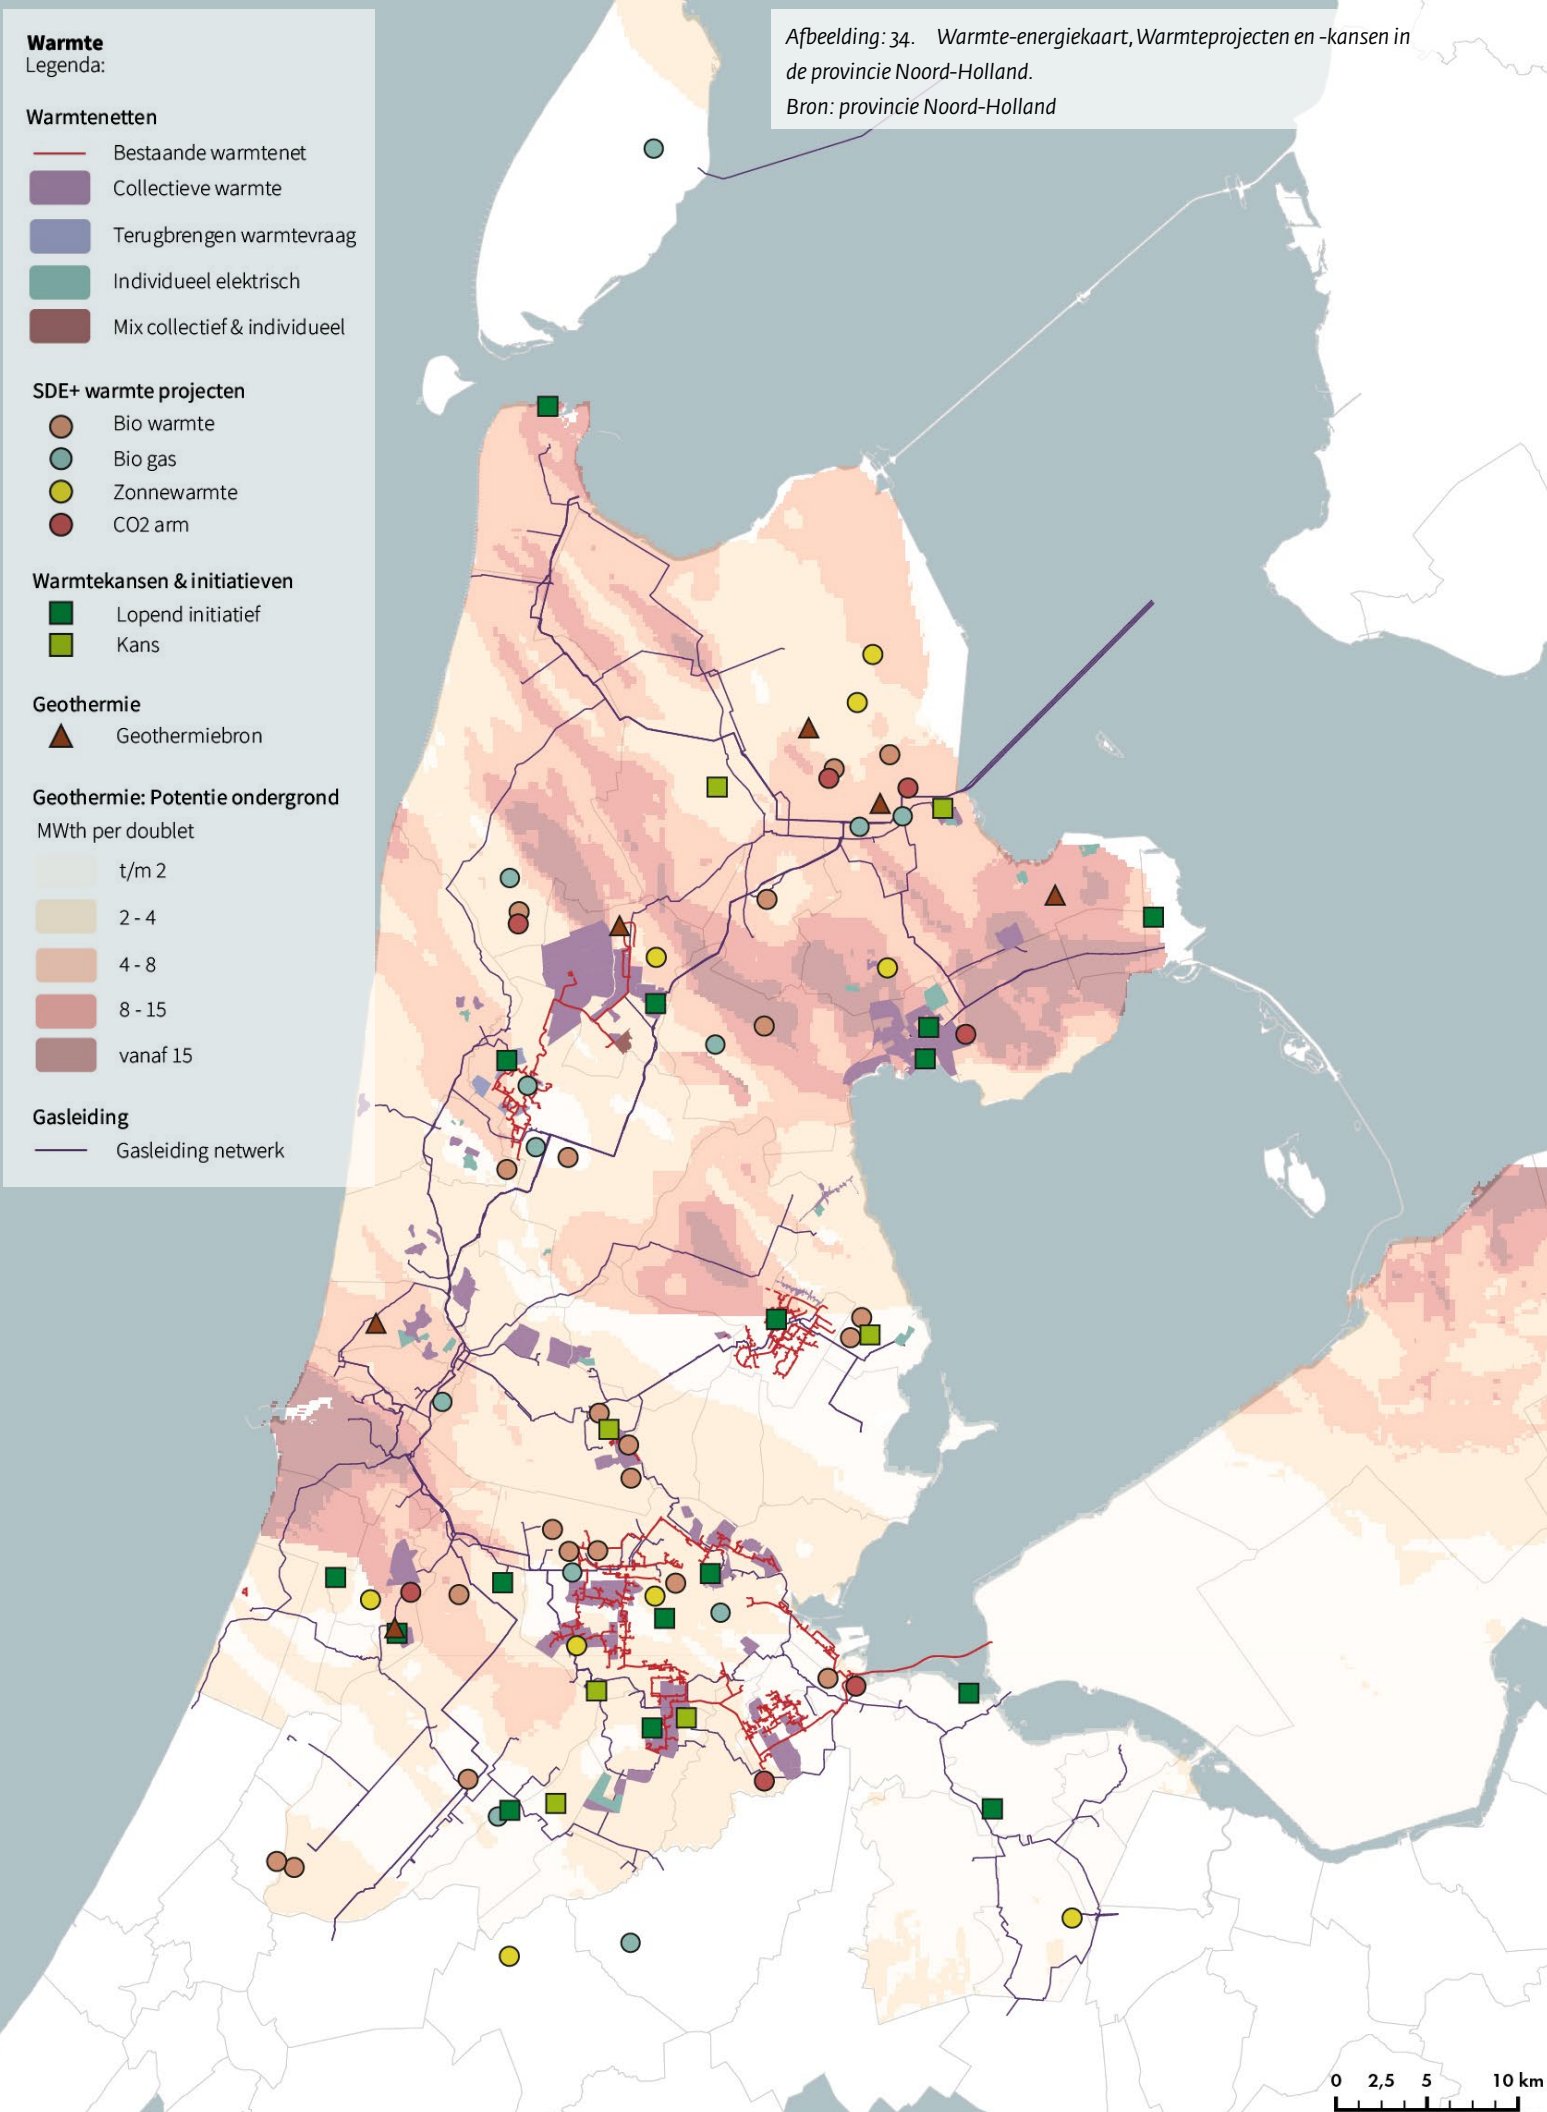 Warmte
Legenda:
Warmtenetten
Bestaande warmtenet
Collectieve warmte
Terugbrengen warmtevraag
Individueel elektrisch
Mix collectief & individueel
SDE+ warmte projecten
Bio warmte
Bio gas
Zonnewarmte
CO2 arm
Warmtekansen & initiatieven
Lopend initiatief
Kans
Geothermie
Geothermiebron
Geothermie: Potentie ondergrond
MWth per doublet
t/m 2
2 - 4
4 - 8
8 - 15
vanaf 15
Gasleiding
Gasleiding netwerk
Afbeelding: 34. Warmte-energiekaart, Warmteprojecten en -kansen in
de provincie Noord-Holland.
Bron: provincie Noord-Holland
0 2,5 5 10 km